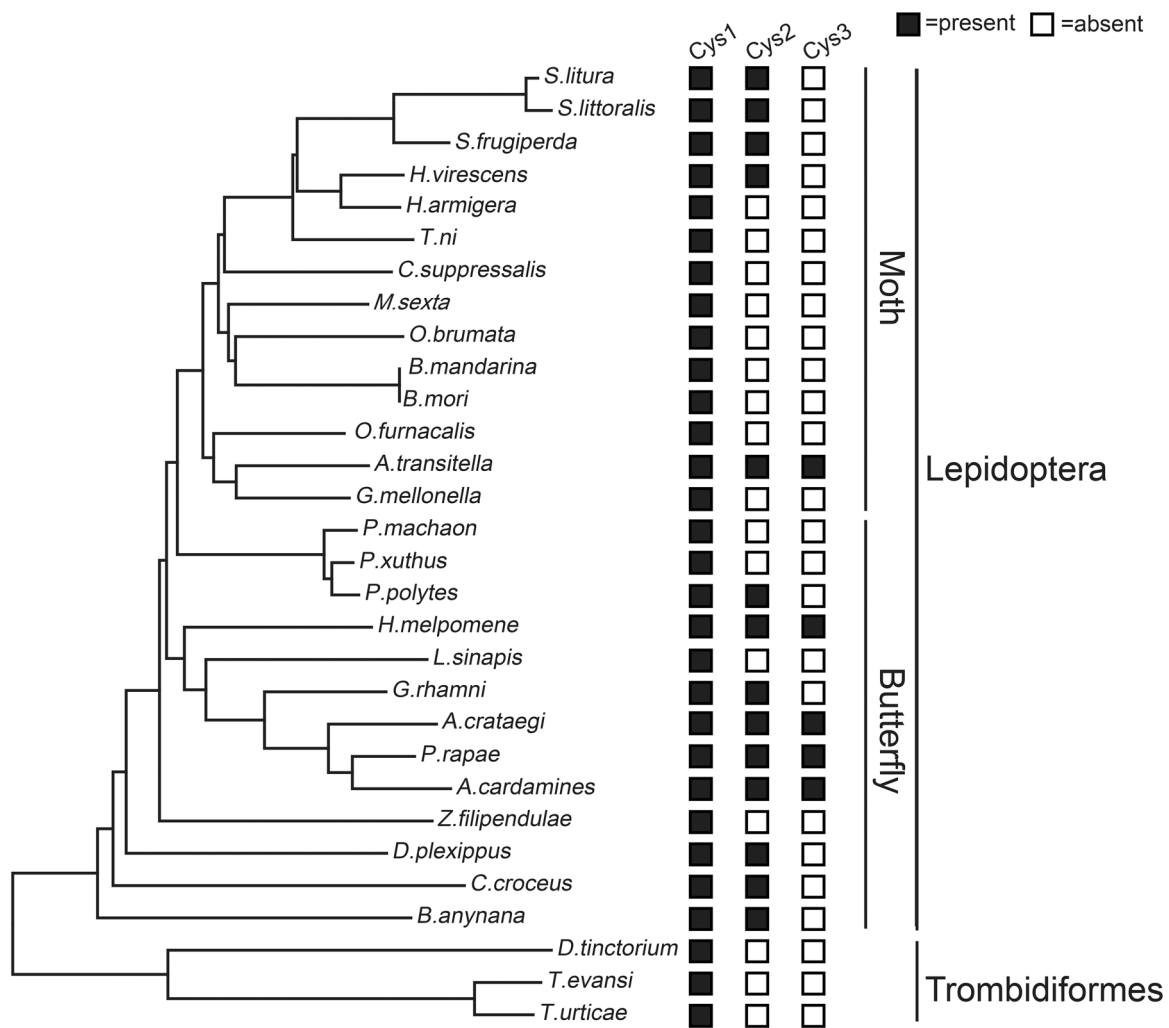 =present =absent
Cys1 Cys2 Cys3
S.litura
S.littoralis
S.frugiperda
H.virescens
H.armigera
T.ni
C.suppressalis
M.sexta
O.brumata
B.mandarina
B.mori
O.furnacalis
A.transitella
G.mellonella
P.machaon
P.xuthus
P.polytes
H.melpomene
L.sinapis
G.rhamni
A.crataegi
P.rapae
A.cardamines
Z.filipendulae
D.plexippus
C.croceus
B.anynana
D.tinctorium
T.evansi
T.urticae
Moth
Butterfly
Lepidoptera
Trombidiformes